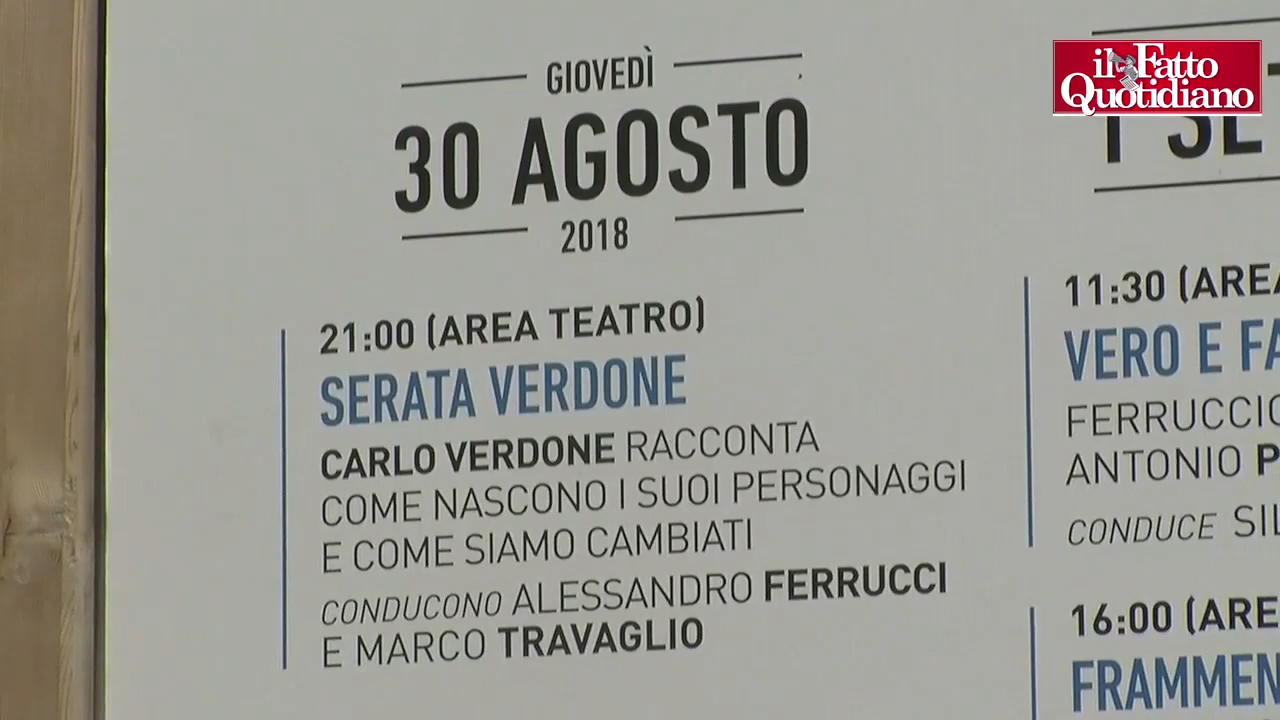 il Fatto
Quotidiano
GIOVEDÌ
30 AGOSTO
2018
21:00 (AREA TEATRO)
SERATA VERDONE
CARLO VERDONE RACCONTA
COME NASCONO I SUOI PERSONAGGI
E COME SIAMO CAMBIATI
CONDUCONO ALESSANDRO FERRUCCI
E MARCO TRAVAGLIO
11:30 (AREA
VERO E FA
FERRUCCIO
ANTONIO P
CONDUCE SIL
16:00 (ARE
FRAMMEN